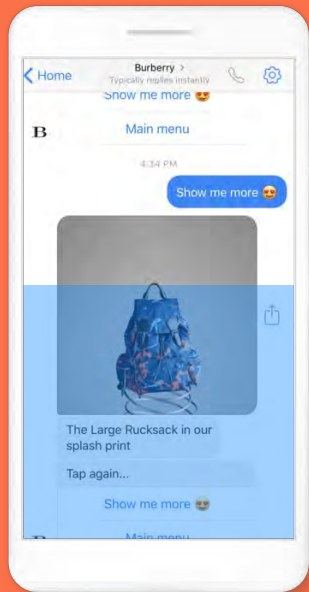 Home
Burberry >
Typically replies instantly
Show me more 😍
B
Main menu
4:34 PM
Show me more 😍
The Large Rucksack in our
splash print
Tap again...
Show me more 😍
B
Main menu